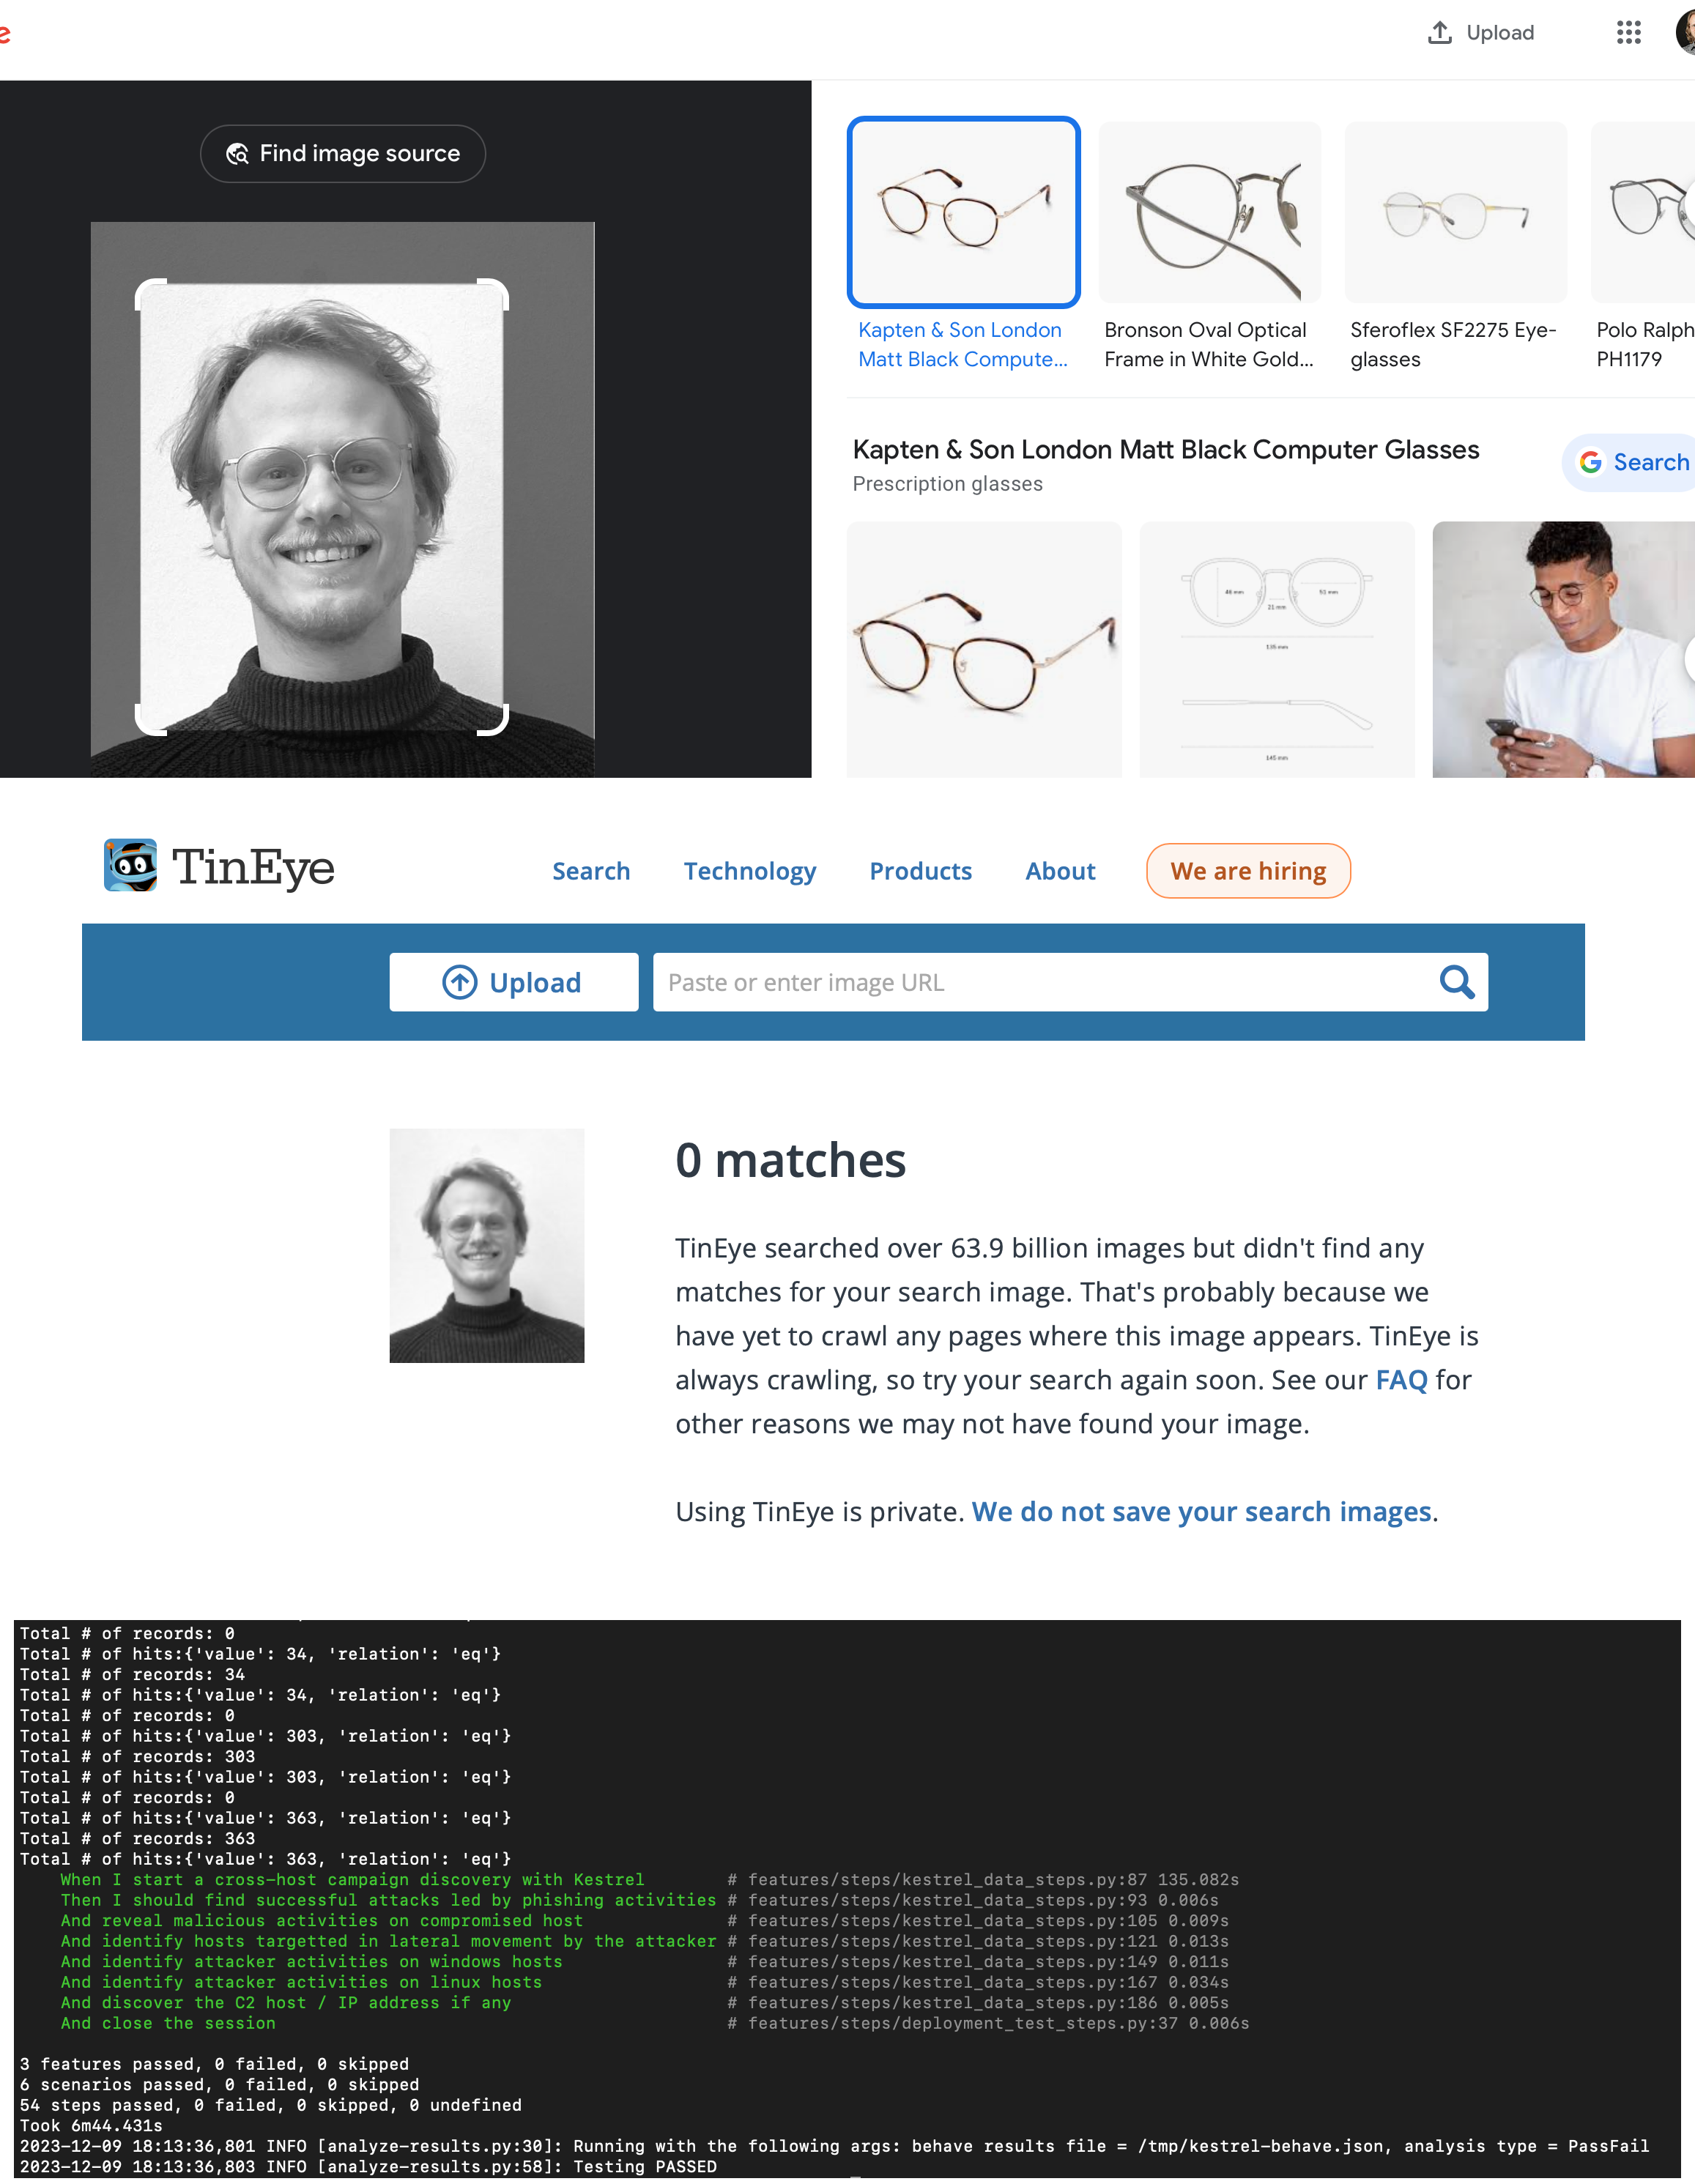 e
Upload
Find image source
Kapten & Son London
Matt Black Compute...
Bronson Oval Optical
Frame in White Gold...
Sferoflex SF2275 Eye-
glasses
Polo Ralph
PH1179
Kapten & Son London Matt Black Computer Glasses
Prescription glasses
Search
48 mm
21 mm
51 mm
135 mm
145 mm
TinEye
Search
Technology
Products
About
We are hiring
Upload
Paste or enter image URL
0 matches
TinEye searched over 63.9 billion images but didn't find any
matches for your search image. That's probably because we
have yet to crawl any pages where this image appears. TinEye is
always crawling, so try your search again soon. See our FAQ for
other reasons we may not have found your image.
Using TinEye is private. We do not save your search images.
Total # of records: 0
Total # of hits:{'value': 34, 'relation': 'eq'}
Total # of records: 34
Total # of hits:{'value': 34, 'relation': 'eq'}
Total # of records: 0
Total # of hits:{'value': 303, 'relation': 'eq'}
Total # of records: 303
Total # of hits:{'value': 303, 'relation': 'eq'}
Total # of records: 0
Total # of hits:{'value': 363, 'relation': 'eq'}
Total # of records: 363
Total # of hits:{'value': 363, 'relation': 'eq'}
When I start a cross-host campaign discovery with Kestrel # features/steps/kestrel_data_steps.py:87 135.082s
Then I should find successful attacks led by phishing activities # features/steps/kestrel_data_steps.py:93 0.006s
And reveal malicious activities on compromised host # features/steps/kestrel_data_steps.py:105 0.009s
And identify hosts targetted in lateral movement by the attacker # features/steps/kestrel_data_steps.py:121 0.013s
And identify attacker activities on windows hosts # features/steps/kestrel_data_steps.py:149 0.011s
And identify attacker activities on linux hosts # features/steps/kestrel_data_steps.py:167 0.034s
And discover the C2 host / IP address if any # features/steps/kestrel_data_steps.py:186 0.005s
And close the session # features/steps/deployment_test_steps.py:37 0.006s
3 features passed, 0 failed, 0 skipped
6 scenarios passed, 0 failed, 0 skipped
54 steps passed, 0 failed, 0 skipped, 0 undefined
Took 6m44.431s
2023-12-09 18:13:36,801 INFO [analyze-results.py:30]: Running with the following args: behave results file = /tmp/kestrel-behave.json, analysis type = PassFail
2023-12-09 18:13:36,803 INFO [analyze-results.py:58]: Testing PASSED